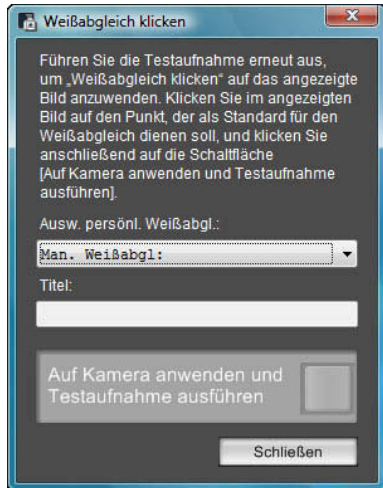 Weißabgleich klicken
Führen Sie die Testaufnahme erneut aus,
um „Weißabgleich klicken“ auf das angezeigte
Bild anzuwenden. Klicken Sie im angezeigten
Bild auf den Punkt, der als Standard für den
Weißabgleich dienen soll, und klicken Sie
anschließend auf die Schaltfläche
[Auf Kamera anwenden und Testaufnahme
ausführen].
Ausw. persönl. Weißabgl.:
Man. Weißabgl:
Titel:
Auf Kamera anwenden und
Testaufnahme ausführen
Schließen